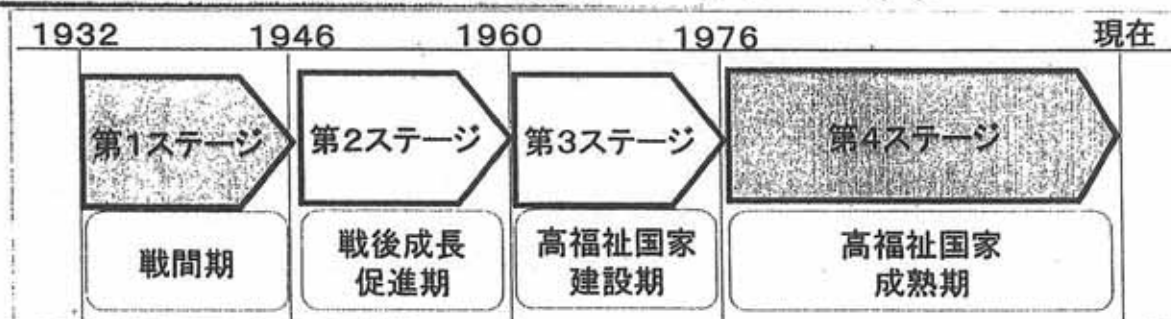 1932 1946 1960 1976 現在
第1ステージ 第2ステージ 第3ステージ 第4ステージ
戦間期
戦後成長
促進期
高福祉国家
建設期
高福祉国家
成熟期